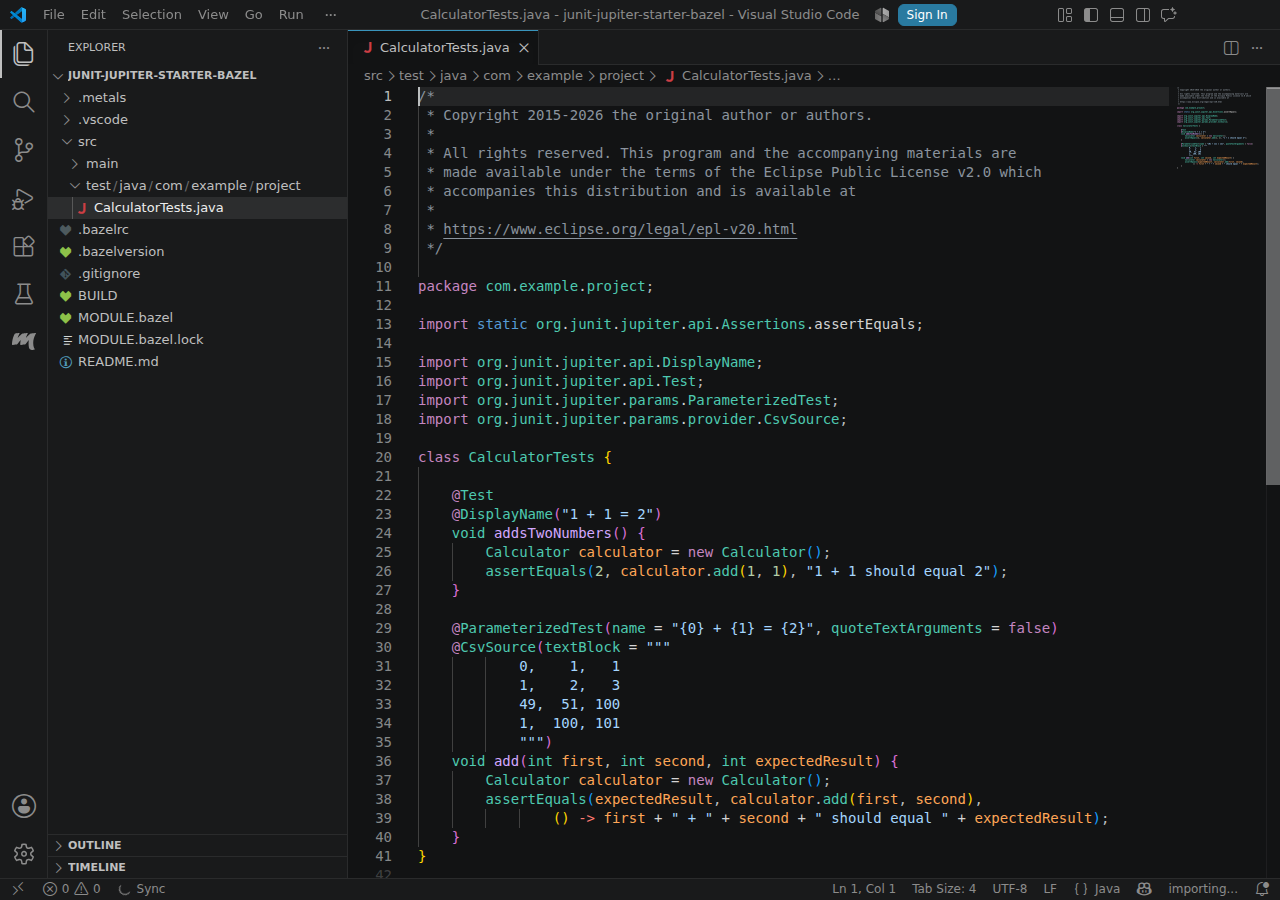 File Edit Selection View Go Run ··· CalculatorTests.java - junit-jupiter-starter-bazel - Visual Studio Code Sign In
EXPLORER ···
JUNIT-JUPITER-STARTER-BAZEL
.metals
.vscode
src
main
test/java/com/example/project
CalculatorTests.java
.bazelrc
.bazelversion
.gitignore
BUILD
MODULE.bazel
MODULE.bazel.lock
README.md
OUTLINE
TIMELINE
CalculatorTests.java
src > test > java > com > example > project > CalculatorTests.java > ...
1 /*
2  * Copyright 2015-2026 the original author or authors.
3  *
4  * All rights reserved. This program and the accompanying materials are
5  * made available under the terms of the Eclipse Public License v2.0 which
6  * accompanies this distribution and is available at
7  *
8  * https://www.eclipse.org/legal/epl-v20.html
9  */
10
11 package com.example.project;
12
13 import static org.junit.jupiter.api.Assertions.assertEquals;
14
15 import org.junit.jupiter.api.DisplayName;
16 import org.junit.jupiter.api.Test;
17 import org.junit.jupiter.params.ParameterizedTest;
18 import org.junit.jupiter.params.provider.CsvSource;
19
20 class CalculatorTests {
21
22     @Test
23     @DisplayName("1 + 1 = 2")
24     void addsTwoNumbers() {
25         Calculator calculator = new Calculator();
26         assertEquals(2, calculator.add(1, 1), "1 + 1 should equal 2");
27     }
28
29     @ParameterizedTest(name = "{0} + {1} = {2}", quoteTextArguments = false)
30     @CsvSource(textBlock = """
31             0,    1,   1
32             1,    2,   3
33             49,  51, 100
34             1,  100, 101
35             """)
36     void add(int first, int second, int expectedResult) {
37         Calculator calculator = new Calculator();
38         assertEquals(expectedResult, calculator.add(first, second),
39                 () -> first + " + " + second + " should equal " + expectedResult);
40     }
41 }
42
0 0 Sync Ln 1, Col 1 Tab Size: 4 UTF-8 LF { } Java importing...